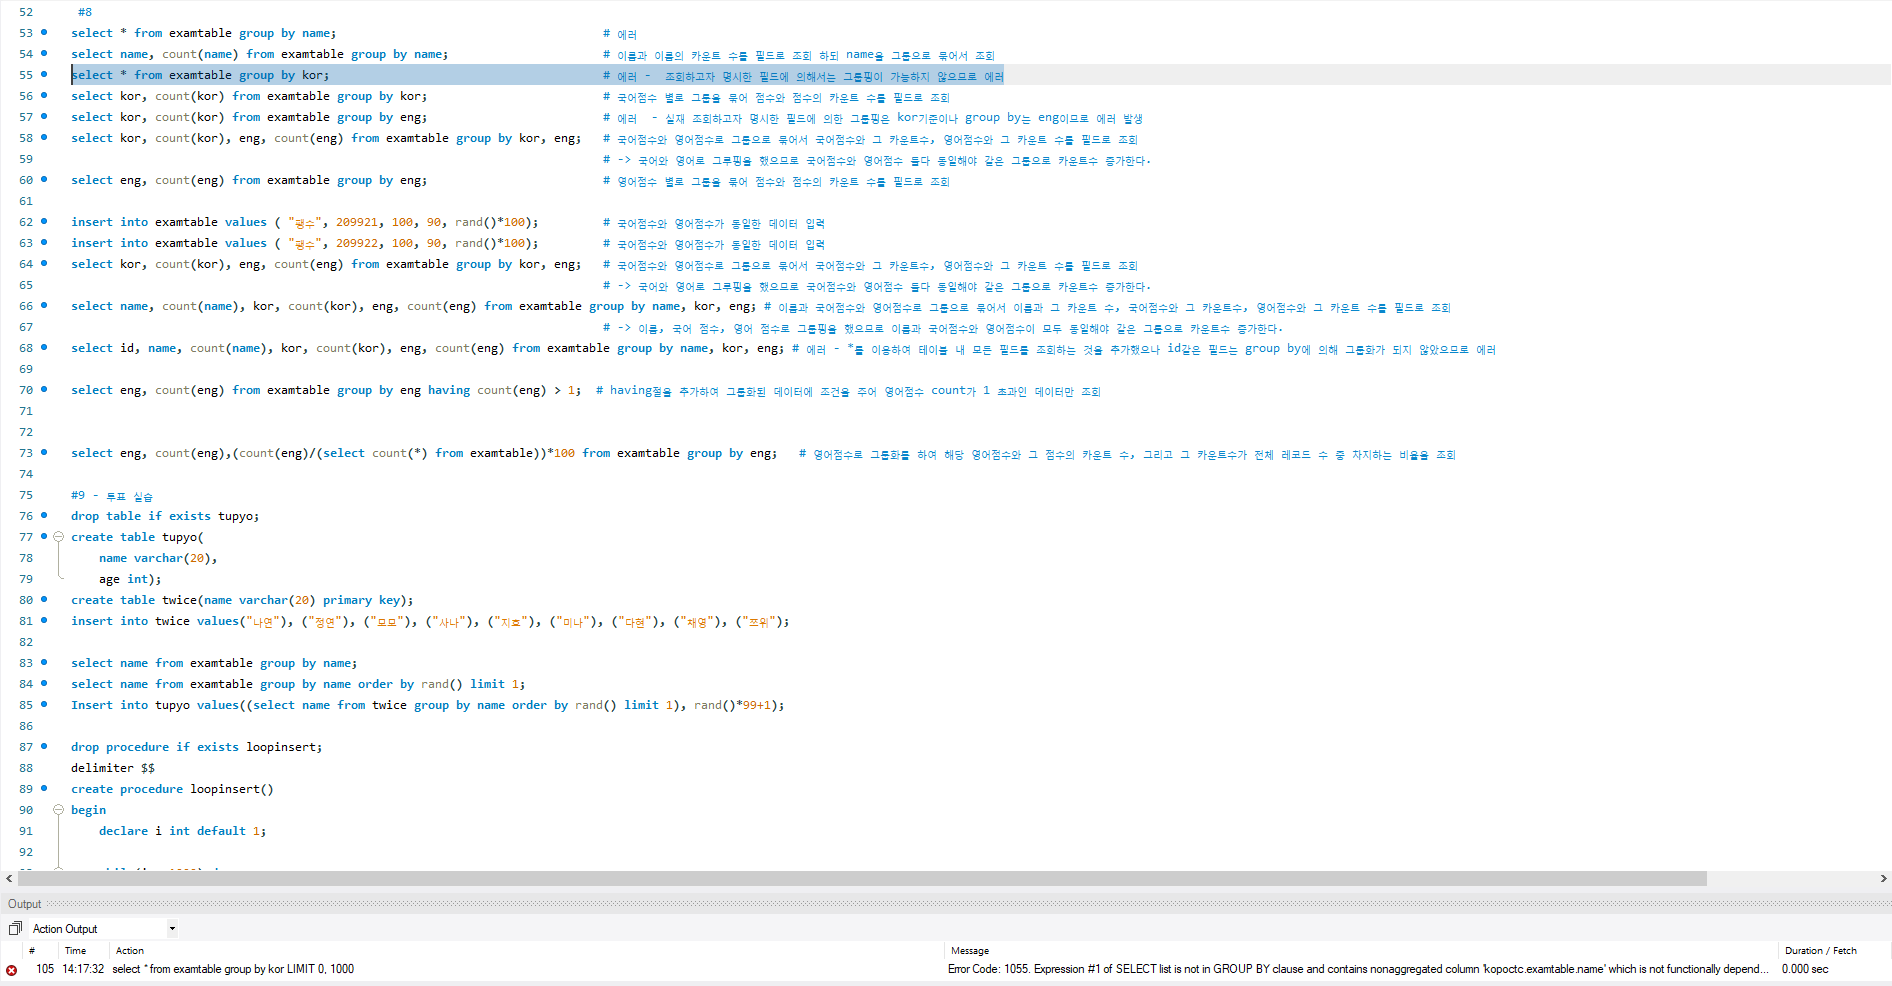 52 #8
53 select * from examtable group by name; # 에러
54 select name, count(name) from examtable group by name; # 이름과 이름의 카운트 수를 필드로 조회 하되 name을 그룹으로 묶어서 조회
55 select * from examtable group by kor; # 에러 - 조회하고자 명시한 필드에 의해서는 그룹핑이 가능하지 않으므로 에러
56 select kor, count(kor) from examtable group by kor; # 국어점수 별로 그룹을 묶어 점수와 점수의 카운트 수를 필드로 조회
57 select kor, count(kor) from examtable group by eng; # 에러 - 실재 조회하고자 명시한 필드에 의한 그룹핑은 kor기준이나 group by는 eng이므로 에러 발생
58 select kor, count(kor), eng, count(eng) from examtable group by kor, eng; # 국어점수와 영어점수로 그룹으로 묶어서 국어점수와 그 카운트수, 영어점수와 그 카운트 수를 필드로 조회
59 # -> 국어와 영어로 그루핑을 했으므로 국어점수와 영어점수 둘다 동일해야 같은 그룹으로 카운트수 증가한다.
60 select eng, count(eng) from examtable group by eng; # 영어점수 별로 그룹을 묶어 점수와 점수의 카운트 수를 필드로 조회
61
62 insert into examtable values ( "팽수", 209921, 100, 90, rand()*100); # 국어점수와 영어점수가 동일한 데이터 입력
63 insert into examtable values ( "팽수", 209922, 100, 90, rand()*100); # 국어점수와 영어점수가 동일한 데이터 입력
64 select kor, count(kor), eng, count(eng) from examtable group by kor, eng; # 국어점수와 영어점수로 그룹으로 묶어서 국어점수와 그 카운트수, 영어점수와 그 카운트 수를 필드로 조회
65 # -> 국어와 영어로 그루핑을 했으므로 국어점수와 영어점수 둘다 동일해야 같은 그룹으로 카운트수 증가한다.
66 select name, count(name), kor, count(kor), eng, count(eng) from examtable group by name, kor, eng; # 이름과 국어점수와 영어점수로 그룹으로 묶어서 이름과 그 카운트 수, 국어점수와 그 카운트수, 영어점수와 그 카운트 수를 필드로 조회
67 # -> 이름, 국어 점수, 영어 점수로 그룹핑을 했으므로 이름과 국어점수와 영어점수이 모두 동일해야 같은 그룹으로 카운트수 증가한다.
68 select id, name, count(name), kor, count(kor), eng, count(eng) from examtable group by name, kor, eng; # 에러 - *를 이용하여 테이블 내 모든 필드를 조회하는 것을 추가했으나 id같은 필드는 group by에 의해 그룹화가 되지 않았으므로 에러
69
70 select eng, count(eng) from examtable group by eng having count(eng) > 1; # having절을 추가하여 그룹화된 데이터에 조건을 주어 영어점수 count가 1 초과인 데이터만 조회
71
72
73 select eng, count(eng),(count(eng)/(select count(*) from examtable))*100 from examtable group by eng; # 영어점수로 그룹화를 하여 해당 영어점수와 그 점수의 카운트 수, 그리고 그 카운트수가 전체 레코드 수 중 차지하는 비율을 조회
74
75 #9 - 투표 실습
76 drop table if exists tupyo;
77 create table tupyo(
78 name varchar(20),
79 age int);
80 create table twice(name varchar(20) primary key);
81 insert into twice values("나연"), ("정연"), ("모모"), ("사나"), ("지효"), ("미나"), ("다현"), ("채영"), ("쯔위");
82
83 select name from examtable group by name;
84 select name from examtable group by name order by rand() limit 1;
85 Insert into tupyo values((select name from twice group by name order by rand() limit 1), rand()*99+1);
86
87 drop procedure if exists loopinsert;
88 delimiter $$
89 create procedure loopinsert()
90 begin
91 declare i int default 1;
92
Output
Action Output
# Time Action Message Duration / Fetch
105 14:17:32 select * from examtable group by kor LIMIT 0, 1000 Error Code: 1055. Expression #1 of SELECT list is not in GROUP BY clause and contains nonaggregated column 'kopoctc.examtable.name' which is not functionally depend... 0.000 sec